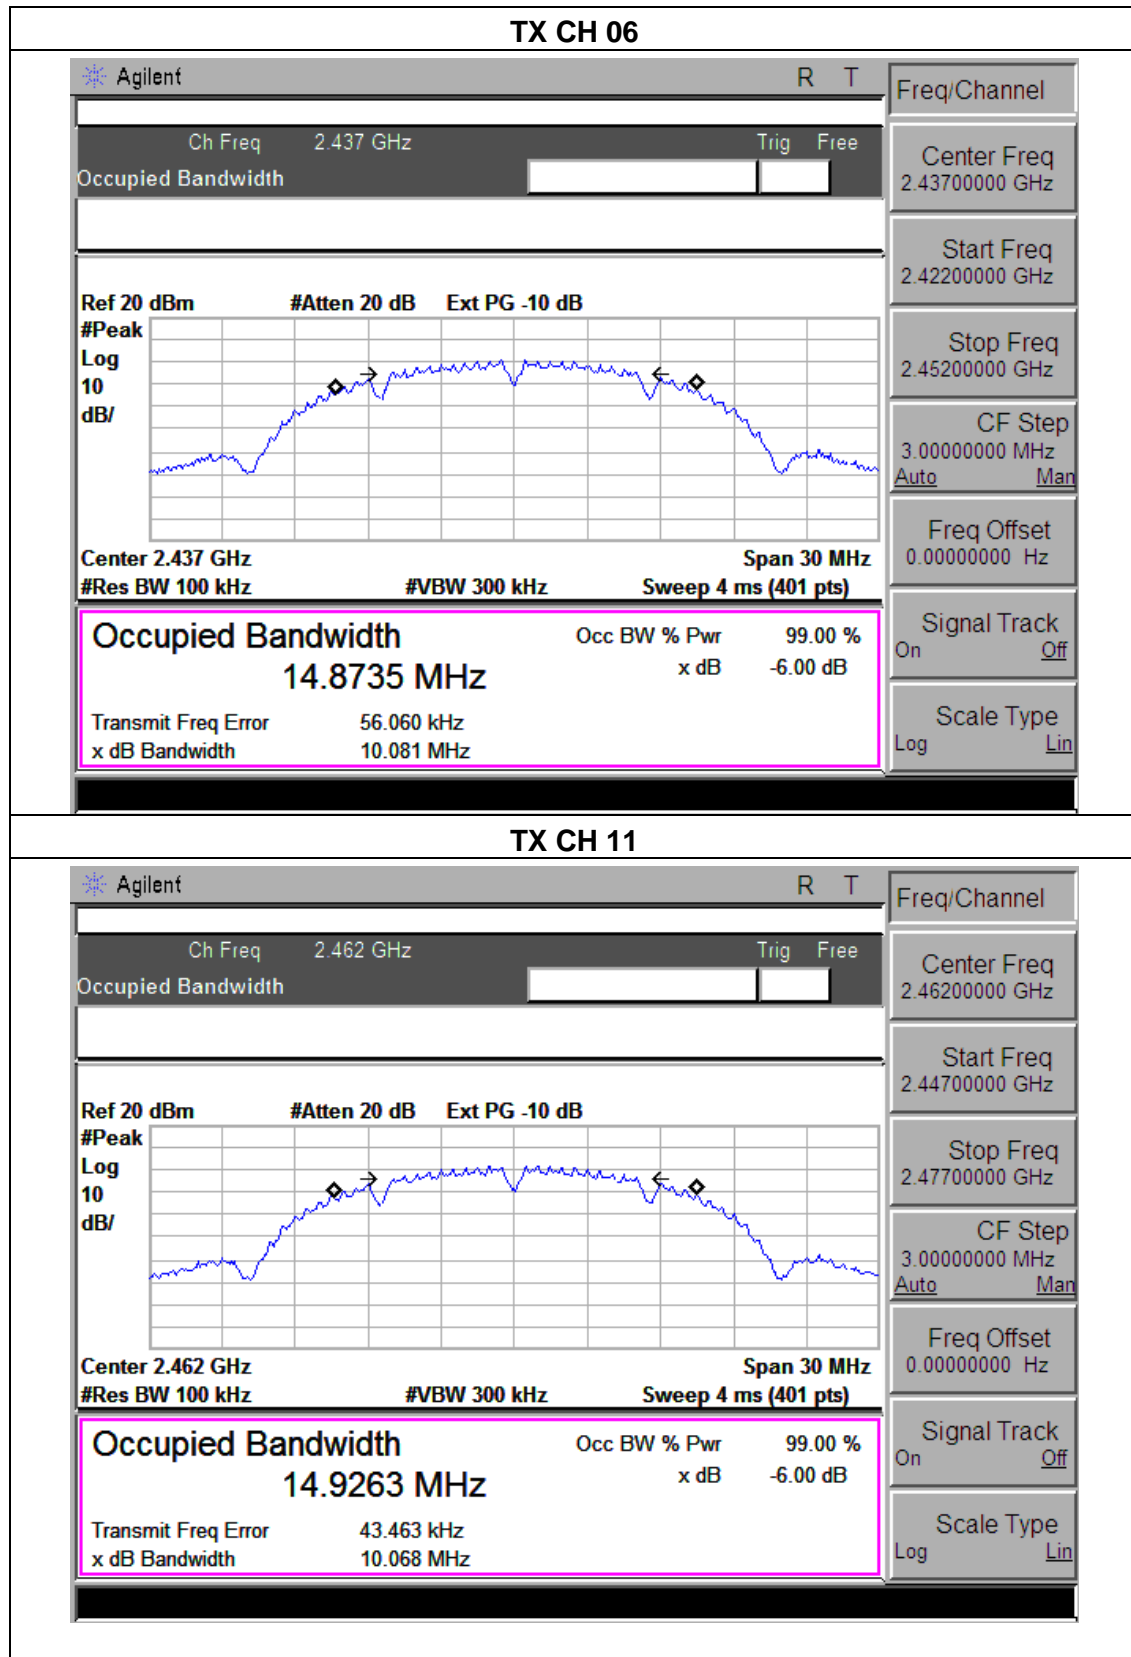 TX CH 06
Agilent R T
Freq/Channel
Ch Freq 2.437 GHz Trig Free
Occupied Bandwidth
Center Freq
2.43700000 GHz
Start Freq
2.42200000 GHz
Stop Freq
2.45200000 GHz
CF Step
3.00000000 MHz
Auto Man
Freq Offset
0.00000000 Hz
Signal Track
On Off
Scale Type
Log Lin
Ref 20 dBm #Atten 20 dB Ext PG -10 dB
#Peak
Log
10
dB/
Center 2.437 GHz Span 30 MHz
#Res BW 100 kHz #VBW 300 kHz Sweep 4 ms (401 pts)
Occupied Bandwidth Occ BW % Pwr 99.00 %
14.8735 MHz x dB -6.00 dB
Transmit Freq Error 56.060 kHz
x dB Bandwidth 10.081 MHz
TX CH 11
Agilent R T
Freq/Channel
Ch Freq 2.462 GHz Trig Free
Occupied Bandwidth
Center Freq
2.46200000 GHz
Start Freq
2.44700000 GHz
Stop Freq
2.47700000 GHz
CF Step
3.00000000 MHz
Auto Man
Freq Offset
0.00000000 Hz
Signal Track
On Off
Scale Type
Log Lin
Ref 20 dBm #Atten 20 dB Ext PG -10 dB
#Peak
Log
10
dB/
Center 2.462 GHz Span 30 MHz
#Res BW 100 kHz #VBW 300 kHz Sweep 4 ms (401 pts)
Occupied Bandwidth Occ BW % Pwr 99.00 %
14.9263 MHz x dB -6.00 dB
Transmit Freq Error 43.463 kHz
x dB Bandwidth 10.068 MHz